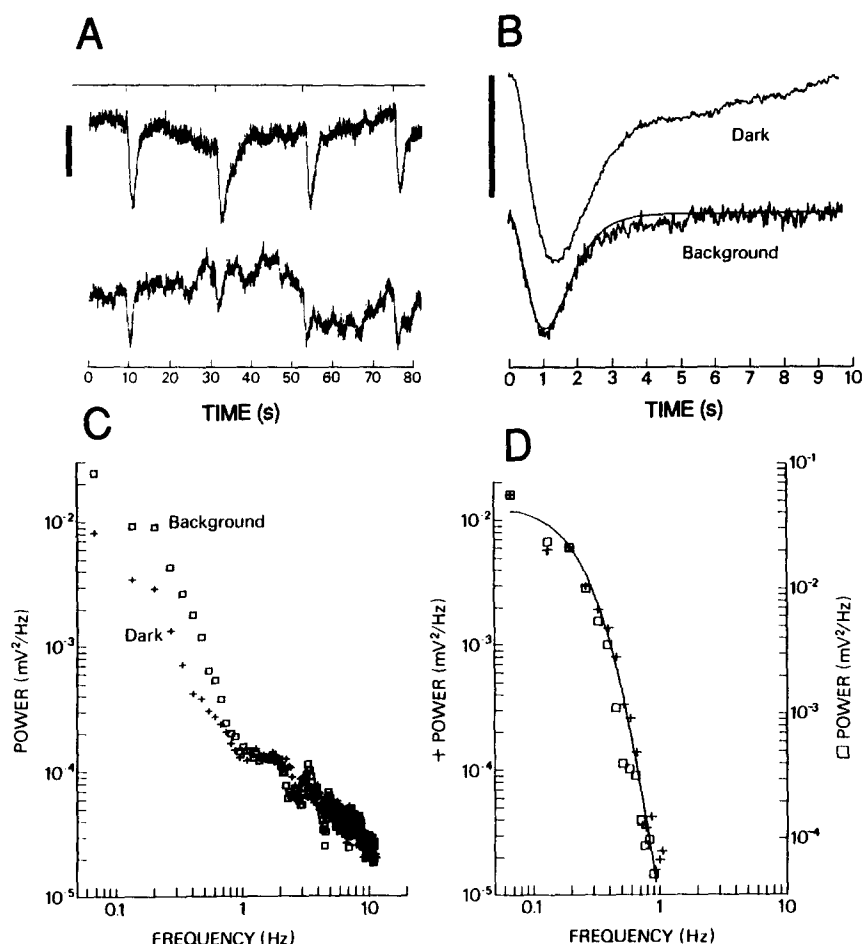 A
B
Dark
Background
0 10 20 30 40 50 60 70 80
TIME (s)
0 1 2 3 4 5 6 7 8 9 10
TIME (s)
C
D
10⁻²
10⁻³
10⁻⁴
10⁻⁵
POWER (mV²/Hz)
Background
Dark
0.1 1 10
FREQUENCY (Hz)
10⁻²
10⁻³
10⁻⁴
10⁻⁵
+ POWER (mV²/Hz)
10⁻¹
10⁻²
10⁻³
10⁻⁴
□ POWER (mV²/Hz)
0.1 1 10
FREQUENCY (Hz)